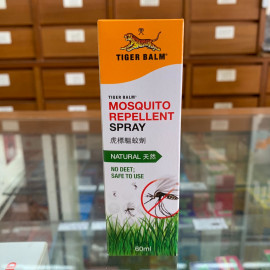 虎
TIGER BALM
TIGER BALM
MOSQUITO
REPELLENT
SPRAY
虎標驅蚊劑
NATURAL 天然
NO DEET;
SAFE TO USE
60ml